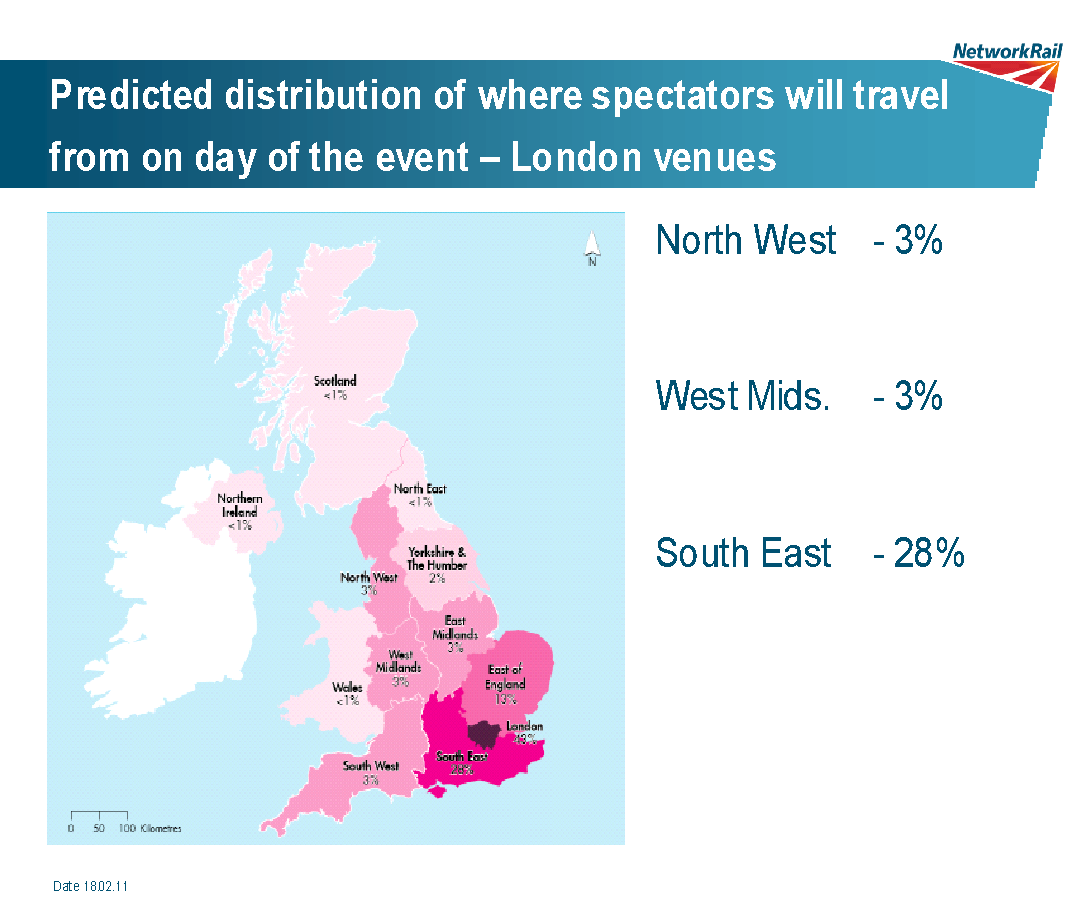 NetworkRail
Predicted distribution of where spectators will travel
from on day of the event – London venues
North West - 3%
West Mids. - 3%
South East - 28%
N
Scotland
<1%
North East
<1%
Northern
Ireland
<1%
Yorkshire &
The Humber
2%
North West
3%
East
Midlands
3%
West
Midlands
3%
East of
England
13%
Wales
<1%
London
South East
28%
South West
3%
0 50 100 Kilometres
Date 18.02.11